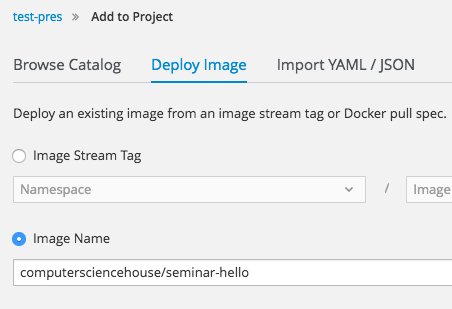 test-pres » Add to Project
Browse Catalog Deploy Image Import YAML / JSON
Deploy an existing image from an image stream tag or Docker pull spec.
Image Stream Tag
Namespace / Image
Image Name
computersciencehouse/seminar-hello